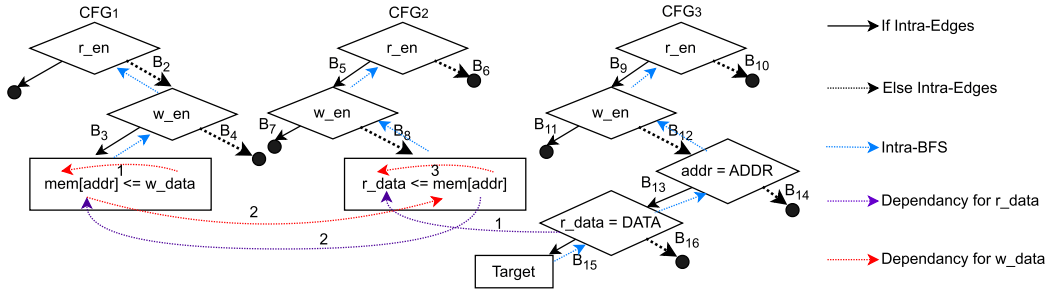 CFG1
CFG2
CFG3
r_en
r_en
r_en
If Intra-Edges
B2
B5
B6
B9
B10
Else Intra-Edges
w_en
w_en
w_en
B3
B4
B7
B8
B11
B12
Intra-BFS
1
mem[addr] <= w_data
3
r_data <= mem[addr]
addr = ADDR
B13
B14
Dependancy for r_data
2
1
r_data = DATA
2
B16
B15
Target
Dependancy for w_data